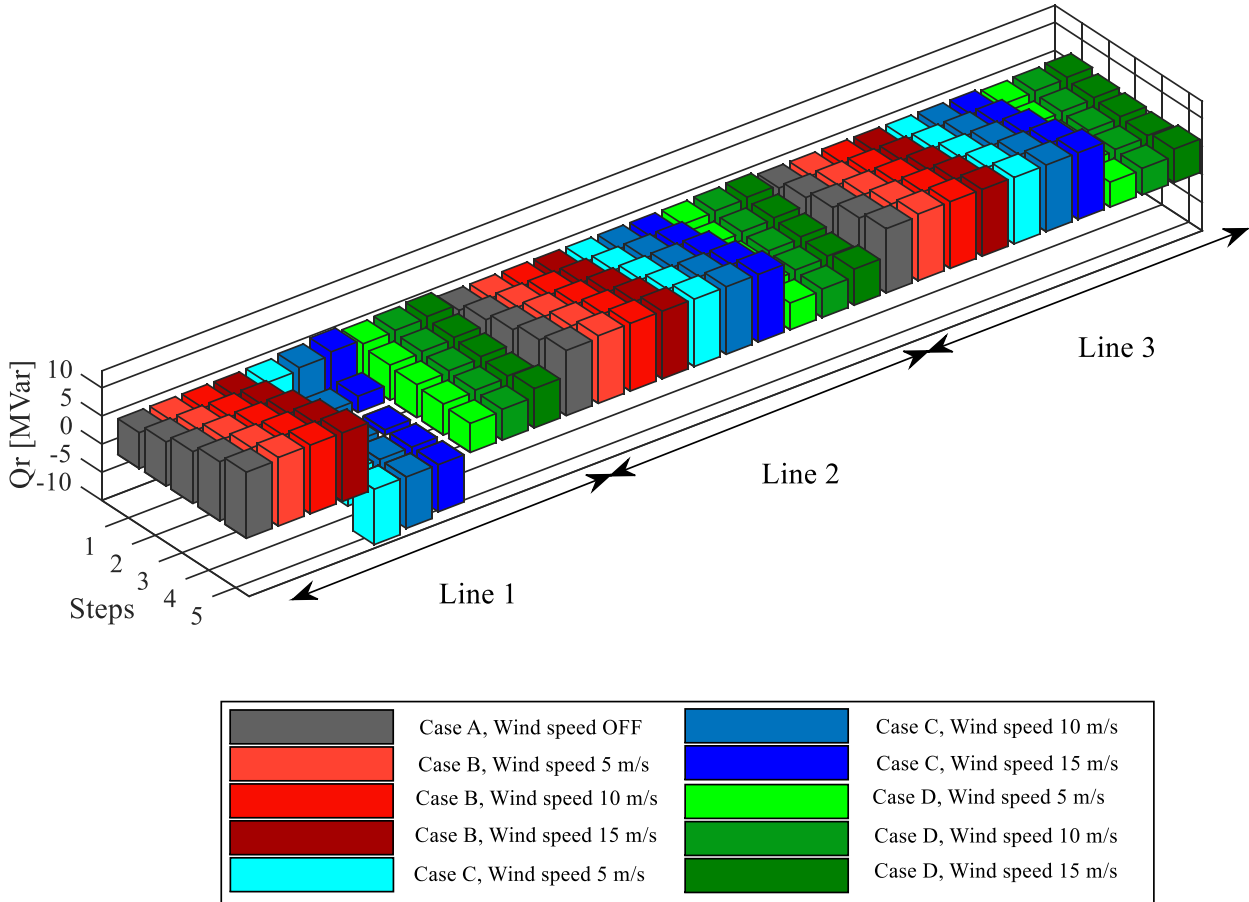 Qr [MVar]
10
5
0
-5
-10
1
2
3
4
5
Steps
Line 1
Line 2
Line 3
Case A, Wind speed OFF
Case B, Wind speed 5 m/s
Case B, Wind speed 10 m/s
Case B, Wind speed 15 m/s
Case C, Wind speed 5 m/s
Case C, Wind speed 10 m/s
Case C, Wind speed 15 m/s
Case D, Wind speed 5 m/s
Case D, Wind speed 10 m/s
Case D, Wind speed 15 m/s